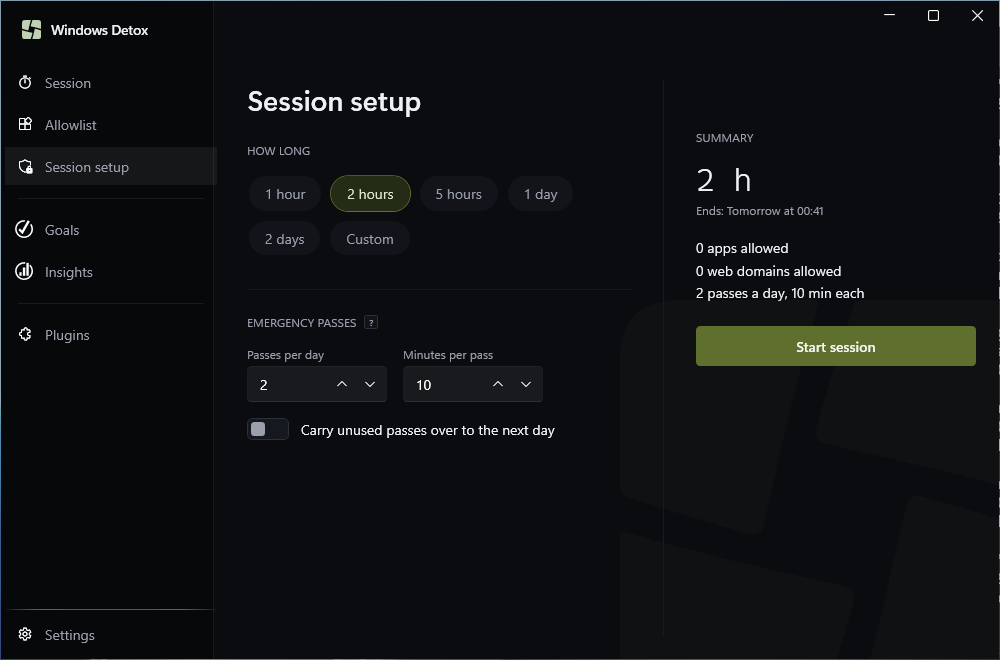 Windows Detox
Session
Allowlist
Session setup
Goals
Insights
Plugins
Settings
Session setup
HOW LONG
1 hour
2 hours
5 hours
1 day
2 days
Custom
EMERGENCY PASSES ?
Passes per day
Minutes per pass
2
10
Carry unused passes over to the next day
SUMMARY
2 h
Ends: Tomorrow at 00:41
0 apps allowed
0 web domains allowed
2 passes a day, 10 min each
Start session